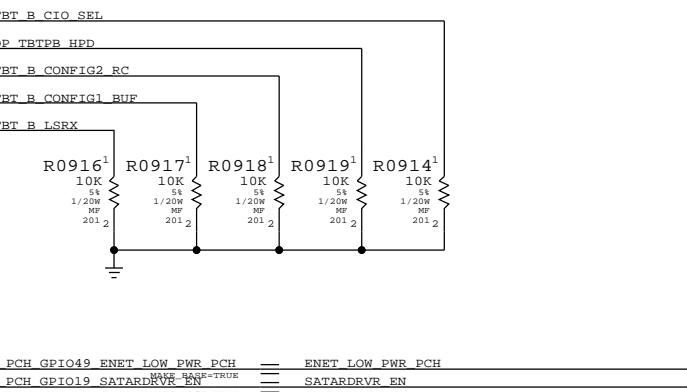 TBT_B_CIO_SEL
DP_TBTPB_HPD
TBT_B_CONFIG2_RC
TBT_B_CONFIG1_BUF
TBT_B_LSRX
R0916 1 R0917 1 R0918 1 R0919 1 R0914 1
10K 10K 10K 10K 10K
5% 5% 5% 5% 5%
1/20W 1/20W 1/20W 1/20W 1/20W
MF MF MF MF MF
201 2 201 2 201 2 201 2 201 2
PCH_GPIO49_ENET_LOW_PWR_PCH ENET_LOW_PWR_PCH
MAKE_BASE=TRUE
PCH_GPIO19_SATARDRVR_EN SATARDRVR_EN